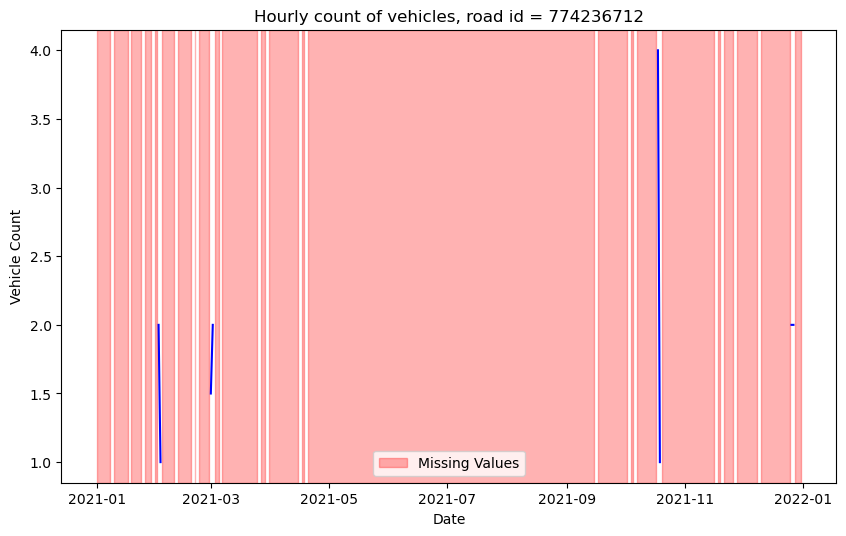 Hourly count of vehicles, road id = 774236712
Vehicle Count
4.0
3.5
3.0
2.5
2.0
1.5
1.0
Missing Values
2021-01 2021-03 2021-05 2021-07 2021-09 2021-11 2022-01
Date